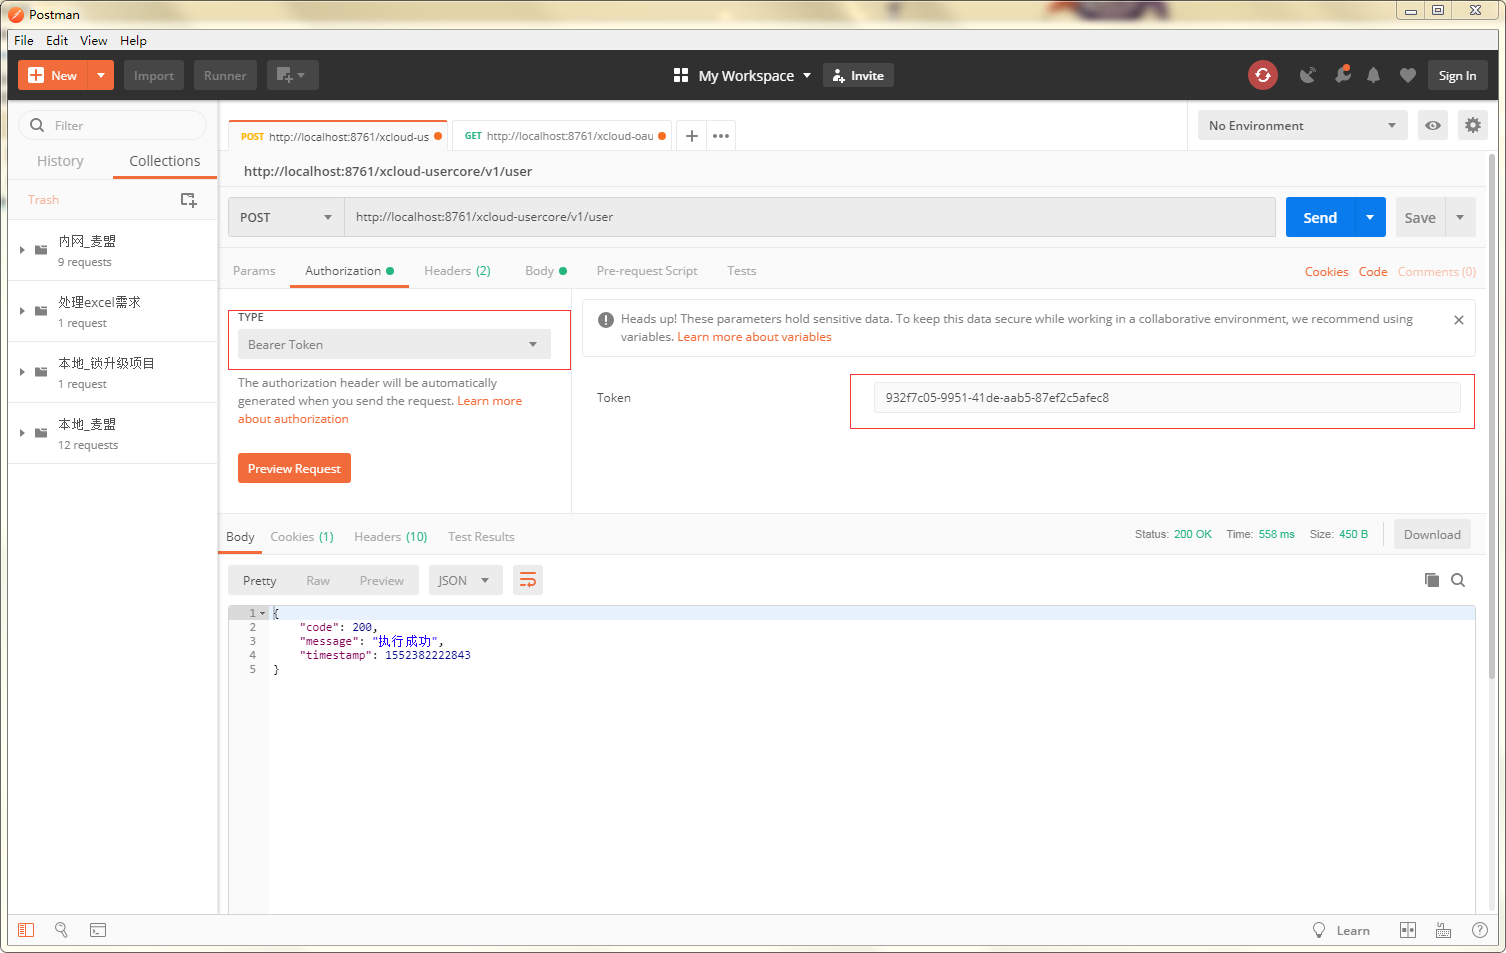 Postman
File Edit View Help
New Import Runner My Workspace Invite Sign In
Filter
History Collections
Trash
内网_麦盟
9 requests
处理excel需求
1 request
本地_锁升级项目
1 request
本地_麦盟
12 requests
POST http://localhost:8761/xcloud-us GET http://localhost:8761/xcloud-oau No Environment
http://localhost:8761/xcloud-usercore/v1/user
POST http://localhost:8761/xcloud-usercore/v1/user Send Save
Params Authorization Headers (2) Body Pre-request Script Tests Cookies Code Comments (0)
TYPE
Bearer Token
The authorization header will be automatically
generated when you send the request. Learn more
about authorization
Preview Request
Heads up! These parameters hold sensitive data. To keep this data secure while working in a collaborative environment, we recommend using
variables. Learn more about variables
Token 932f7c05-9951-41de-aab5-87ef2c5afec8
Body Cookies (1) Headers (10) Test Results Status: 200 OK Time: 558 ms Size: 450 B Download
Pretty Raw Preview JSON
1 {
2 "code": 200,
3 "message": "执行成功",
4 "timestamp": 1552382222843
5 }
Learn